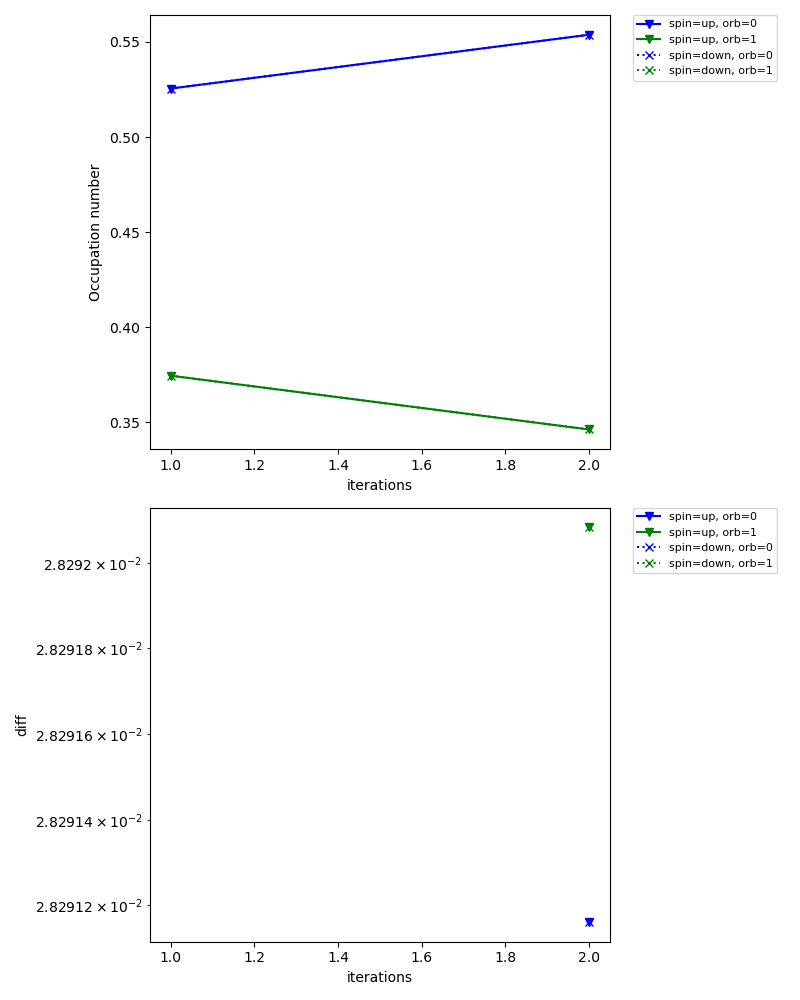 0.55
0.50
0.45
0.40
0.35
Occupation number
1.0 1.2 1.4 1.6 1.8 2.0
iterations
spin=up, orb=0
spin=up, orb=1
spin=down, orb=0
spin=down, orb=1
2.8292 × 10⁻²
2.82918 × 10⁻²
2.82916 × 10⁻²
2.82914 × 10⁻²
2.82912 × 10⁻²
diff
1.0 1.2 1.4 1.6 1.8 2.0
iterations
spin=up, orb=0
spin=up, orb=1
spin=down, orb=0
spin=down, orb=1